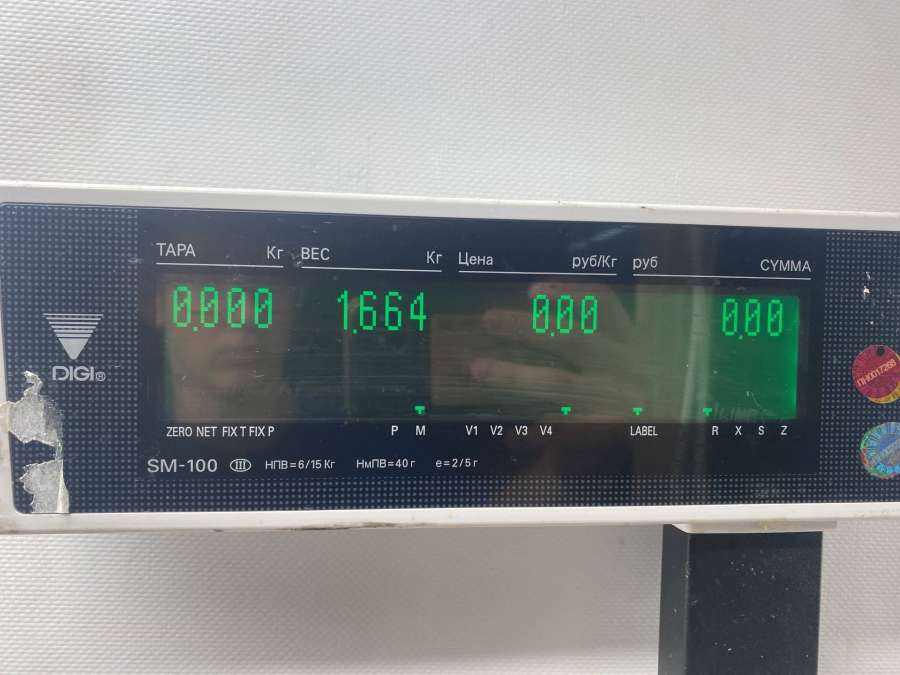 ТАРА Кг ВЕС Кг Цена руб/Кг руб СУММА
0.000 1.664 0.00 0.00
DIGI®
ZERO NET FIX T FIX P P M V1 V2 V3 V4 LABEL R X S Z
SM-100 III НПВ=6/15 Кг НмПВ=40 г e=2/5 г